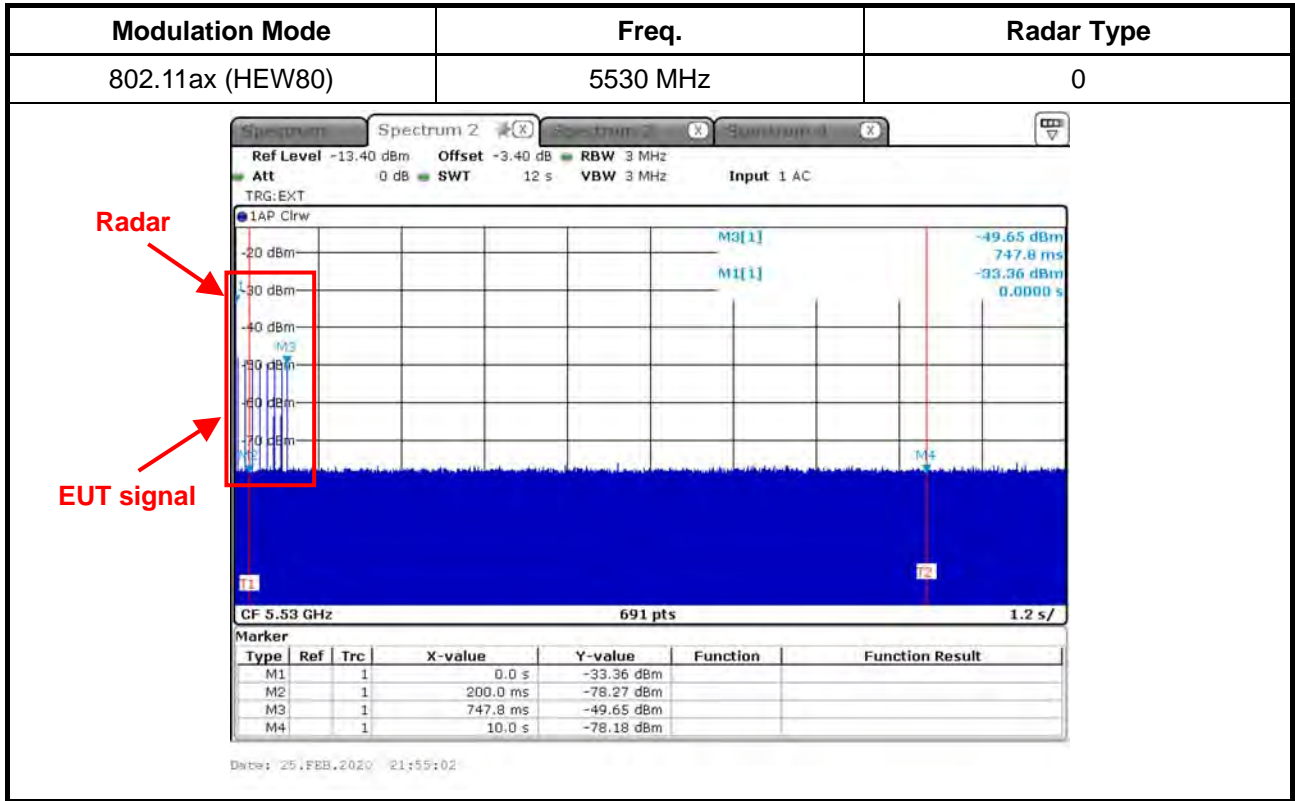 Modulation Mode Freq. Radar Type
802.11ax (HEW80) 5530 MHz 0
Spectrum Spectrum 2 Spectrum 4
Ref Level -13.40 dBm Offset -3.40 dB RBW 3 MHz
Att 0 dB SWT 12 s VBW 3 MHz Input 1 AC
TRG:EXT
1AP Clrw
Radar
M3[1] -49.65 dBm
-20 dBm
747.8 ms
M1[1] -33.36 dBm
-30 dBm
0.0000 s
-40 dBm
M3
-50 dBm
-60 dBm
-70 dBm
M2 M4
EUT signal
T1 T2
CF 5.53 GHz 691 pts 1.2 s/
Marker
Type Ref Trc X-value Y-value Function Function Result
M1 1 0.0 s -33.36 dBm
M2 1 200.0 ms -78.27 dBm
M3 1 747.8 ms -49.65 dBm
M4 1 10.0 s -78.18 dBm
Date: 25.FEB.2020 21:55:02